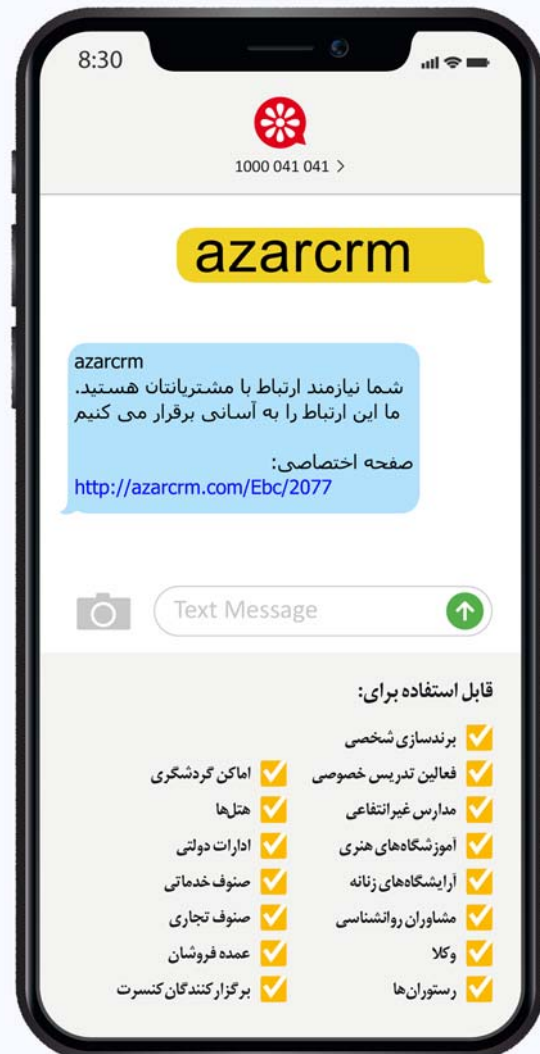 8:30
1000 041 041 >
azarcrm
azarcrm
شما نیازمند ارتباط با مشتریانتان هستید.
ما این ارتباط را به آسانی برقرار می کنیم
صفحه اختصاصی:
http://azarcrm.com/Ebc/2077
Text Message
قابل استفاده برای:
برندسازی شخصی
فعالین تدریس خصوصی
مدارس غیرانتفاعی
آموزشگاه‌های هنری
آرایشگاه‌های زنانه
مشاوران روانشناسی
وکلا
رستوران‌ها
اماکن گردشگری
هتل‌ها
ادارات دولتی
صنوف خدماتی
صنوف تجاری
عمده فروشان
برگزارکنندگان کنسرت